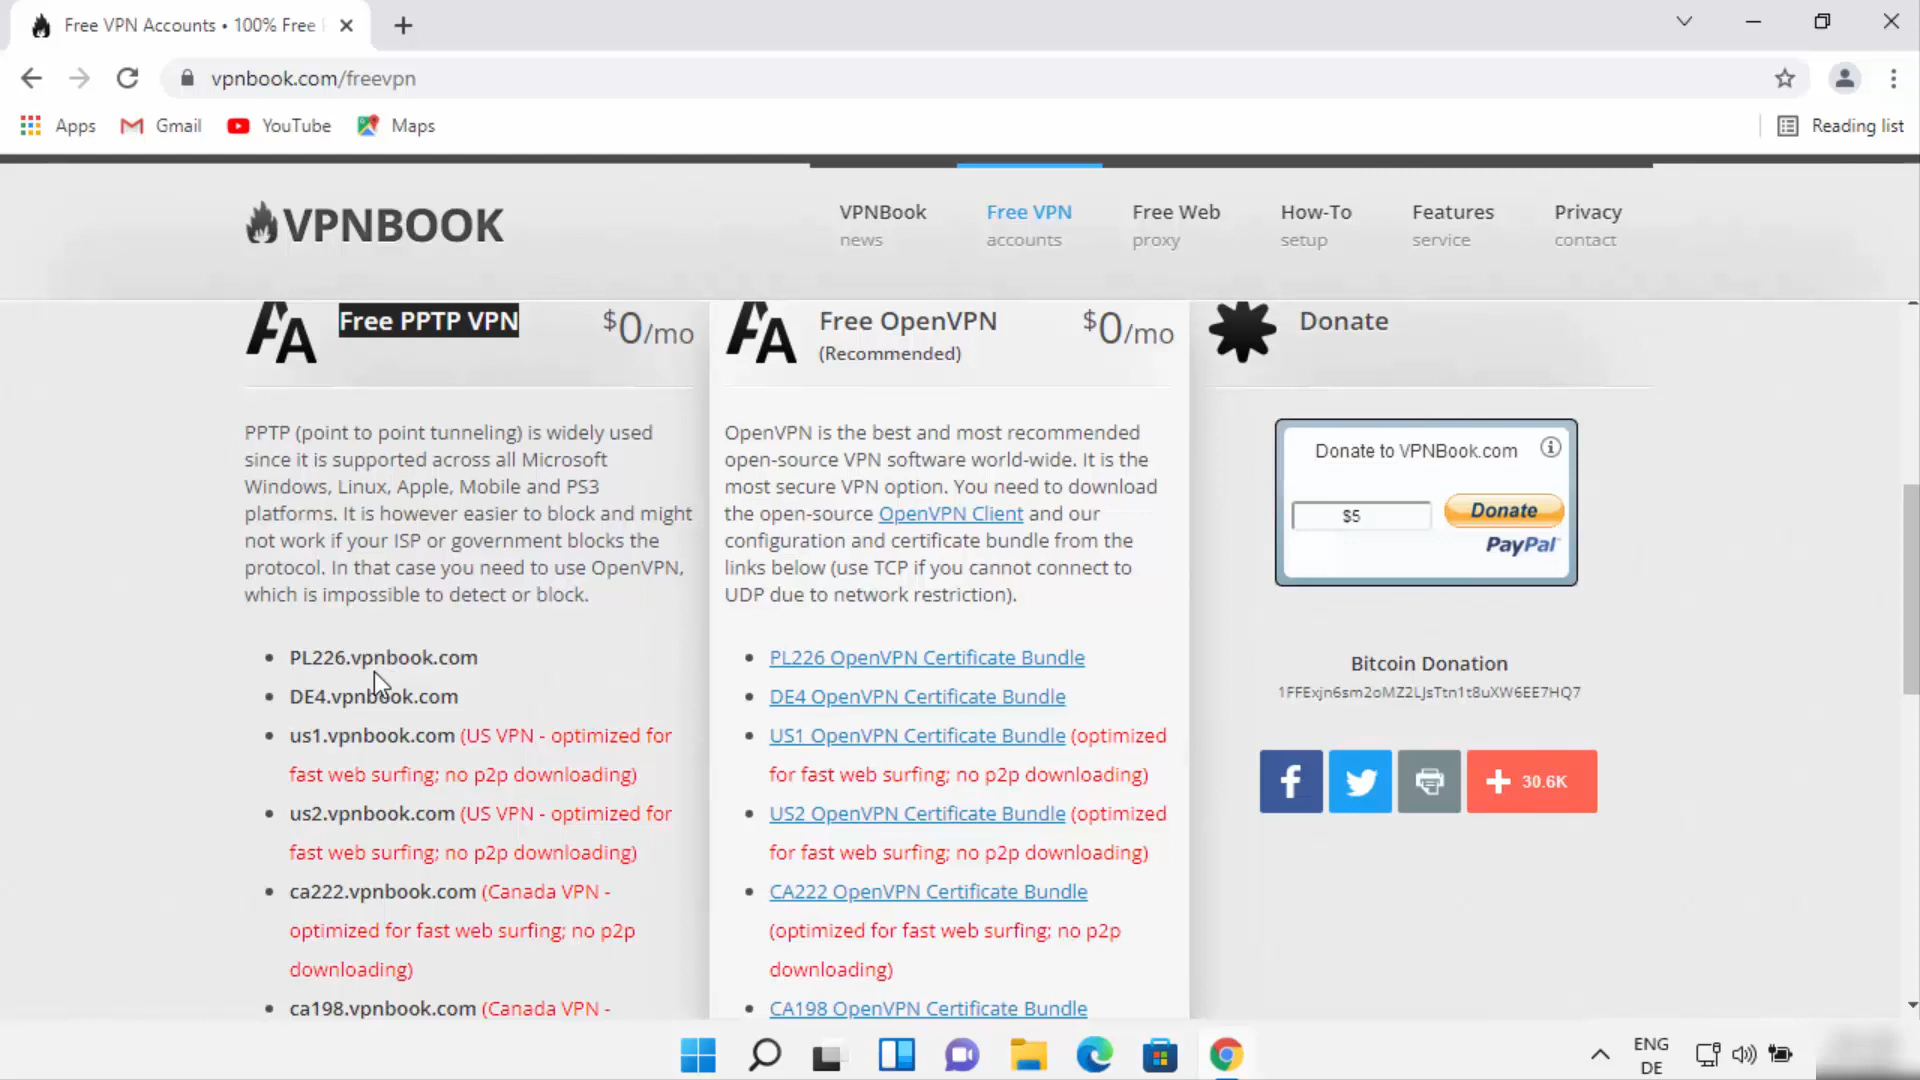 Free VPN Accounts • 100% Free
vpnbook.com/freevpn
Apps
Gmail
YouTube
Maps
Reading list
VPNBOOK
VPNBook
news
Free VPN
accounts
Free Web
proxy
How-To
setup
Features
service
Privacy
contact
Free PPTP VPN
$0/mo
PPTP (point to point tunneling) is widely used
since it is supported across all Microsoft
Windows, Linux, Apple, Mobile and PS3
platforms. It is however easier to block and might
not work if your ISP or government blocks the
protocol. In that case you need to use OpenVPN,
which is impossible to detect or block.
PL226.vpnbook.com
DE4.vpnbook.com
us1.vpnbook.com (US VPN - optimized for
fast web surfing; no p2p downloading)
us2.vpnbook.com (US VPN - optimized for
fast web surfing; no p2p downloading)
ca222.vpnbook.com (Canada VPN -
optimized for fast web surfing; no p2p
downloading)
ca198.vpnbook.com (Canada VPN -
Free OpenVPN
(Recommended)
$0/mo
OpenVPN is the best and most recommended
open-source VPN software world-wide. It is the
most secure VPN option. You need to download
the open-source OpenVPN Client and our
configuration and certificate bundle from the
links below (use TCP if you cannot connect to
UDP due to network restriction).
PL226 OpenVPN Certificate Bundle
DE4 OpenVPN Certificate Bundle
US1 OpenVPN Certificate Bundle (optimized
for fast web surfing; no p2p downloading)
US2 OpenVPN Certificate Bundle (optimized
for fast web surfing; no p2p downloading)
CA222 OpenVPN Certificate Bundle
(optimized for fast web surfing; no p2p
downloading)
CA198 OpenVPN Certificate Bundle
Donate
Donate to VPNBook.com
$5
Donate
PayPal
Bitcoin Donation
1FFExjn6sm2oMZ2LJsTtn1t8uXW6EE7HQ7
30.6K
ENG
DE